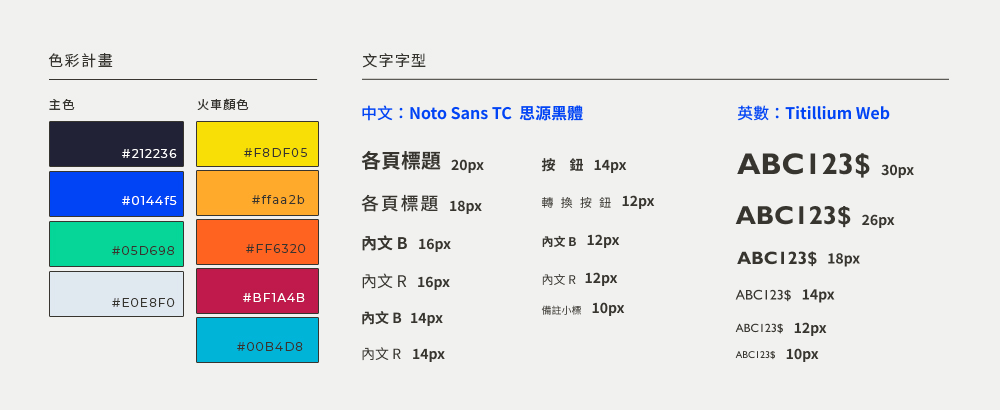 色彩計畫
主色
#212236
#0144f5
#05D698
#E0E8F0
火車顏色
#F8DF05
#ffaa2b
#FF6320
#BF1A4B
#00B4D8
文字字型
中文：Noto Sans TC 思源黑體
各頁標題 20px
各頁標題 18px
內文 B 16px
內文 R 16px
內文 B 14px
內文 R 14px
按 鈕 14px
轉 換 按 鈕 12px
內文 B 12px
內文 R 12px
備註小標 10px
英數：Titillium Web
ABC123$ 30px
ABC123$ 26px
ABC123$ 18px
ABC123$ 14px
ABC123$ 12px
ABC123$ 10px